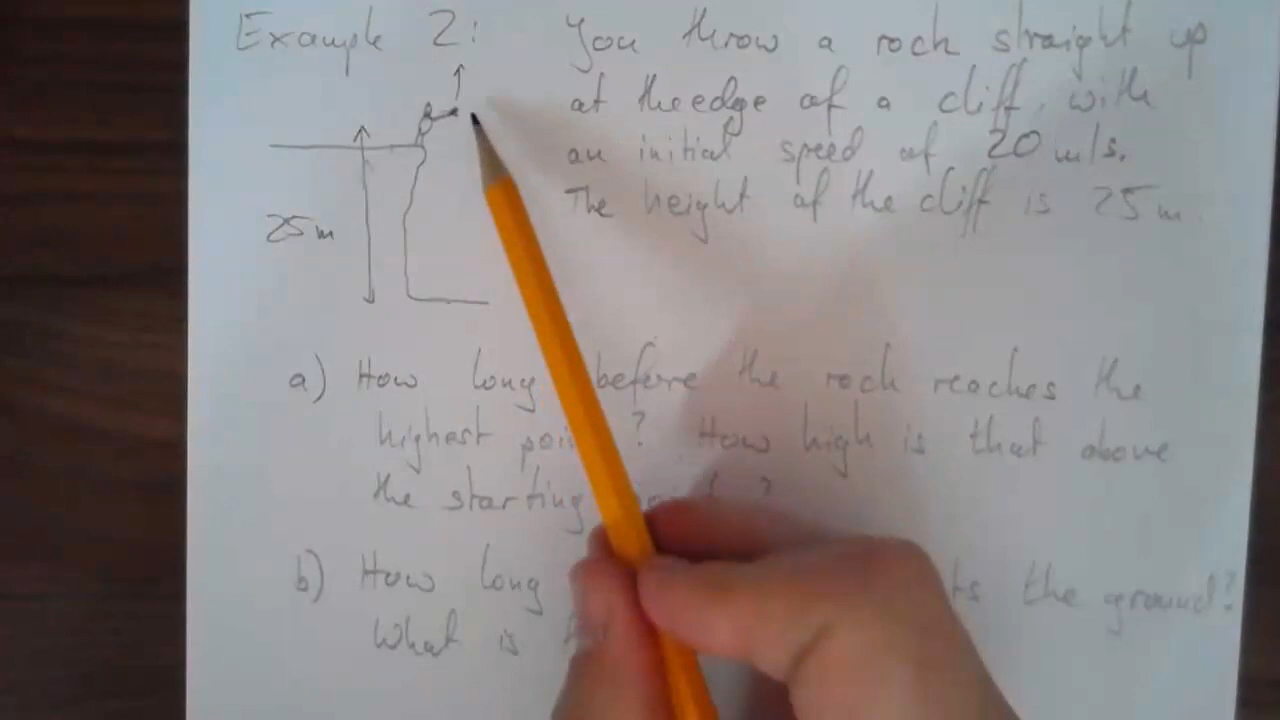 Example 2: You throw a rock straight up
at the edge of a cliff, with
an initial speed of 20 m/s.
The height of the cliff is 25 m.
25 m
a) How long before the rock reaches the
highest ? How high is that above
the starting ?
b) How long the ground?
What is